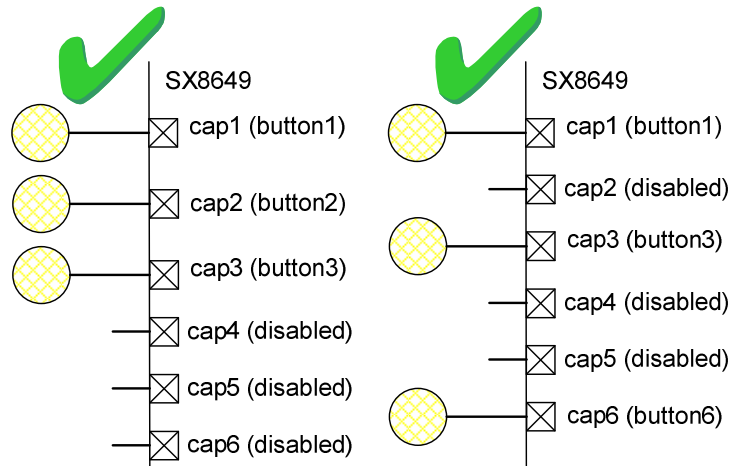 SX8649
cap1 (button1)
cap2 (button2)
cap3 (button3)
cap4 (disabled)
cap5 (disabled)
cap6 (disabled)
SX8649
cap1 (button1)
cap2 (disabled)
cap3 (button3)
cap4 (disabled)
cap5 (disabled)
cap6 (button6)